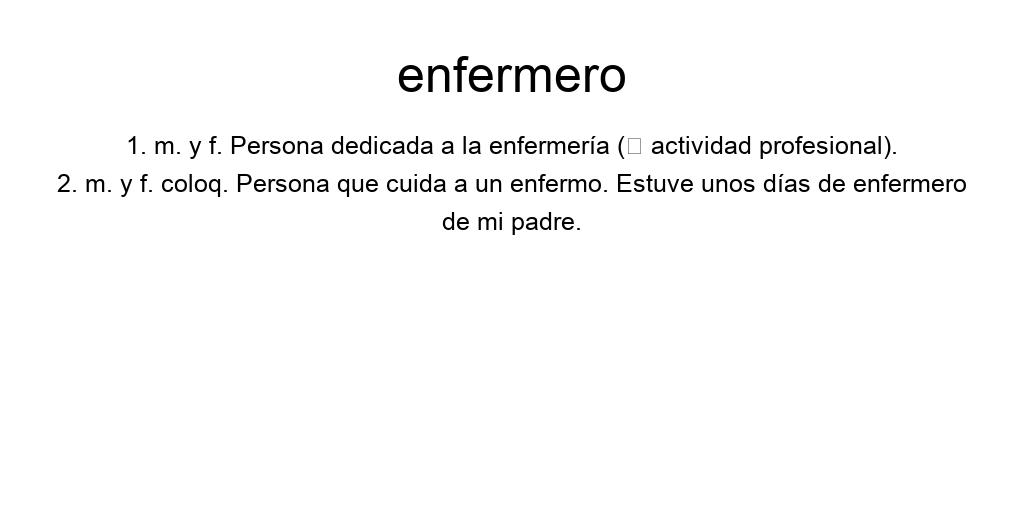 enfermero
1. m. y f. Persona dedicada a la enfermería (□ actividad profesional).
2. m. y f. coloq. Persona que cuida a un enfermo. Estuve unos días de enfermero
de mi padre.